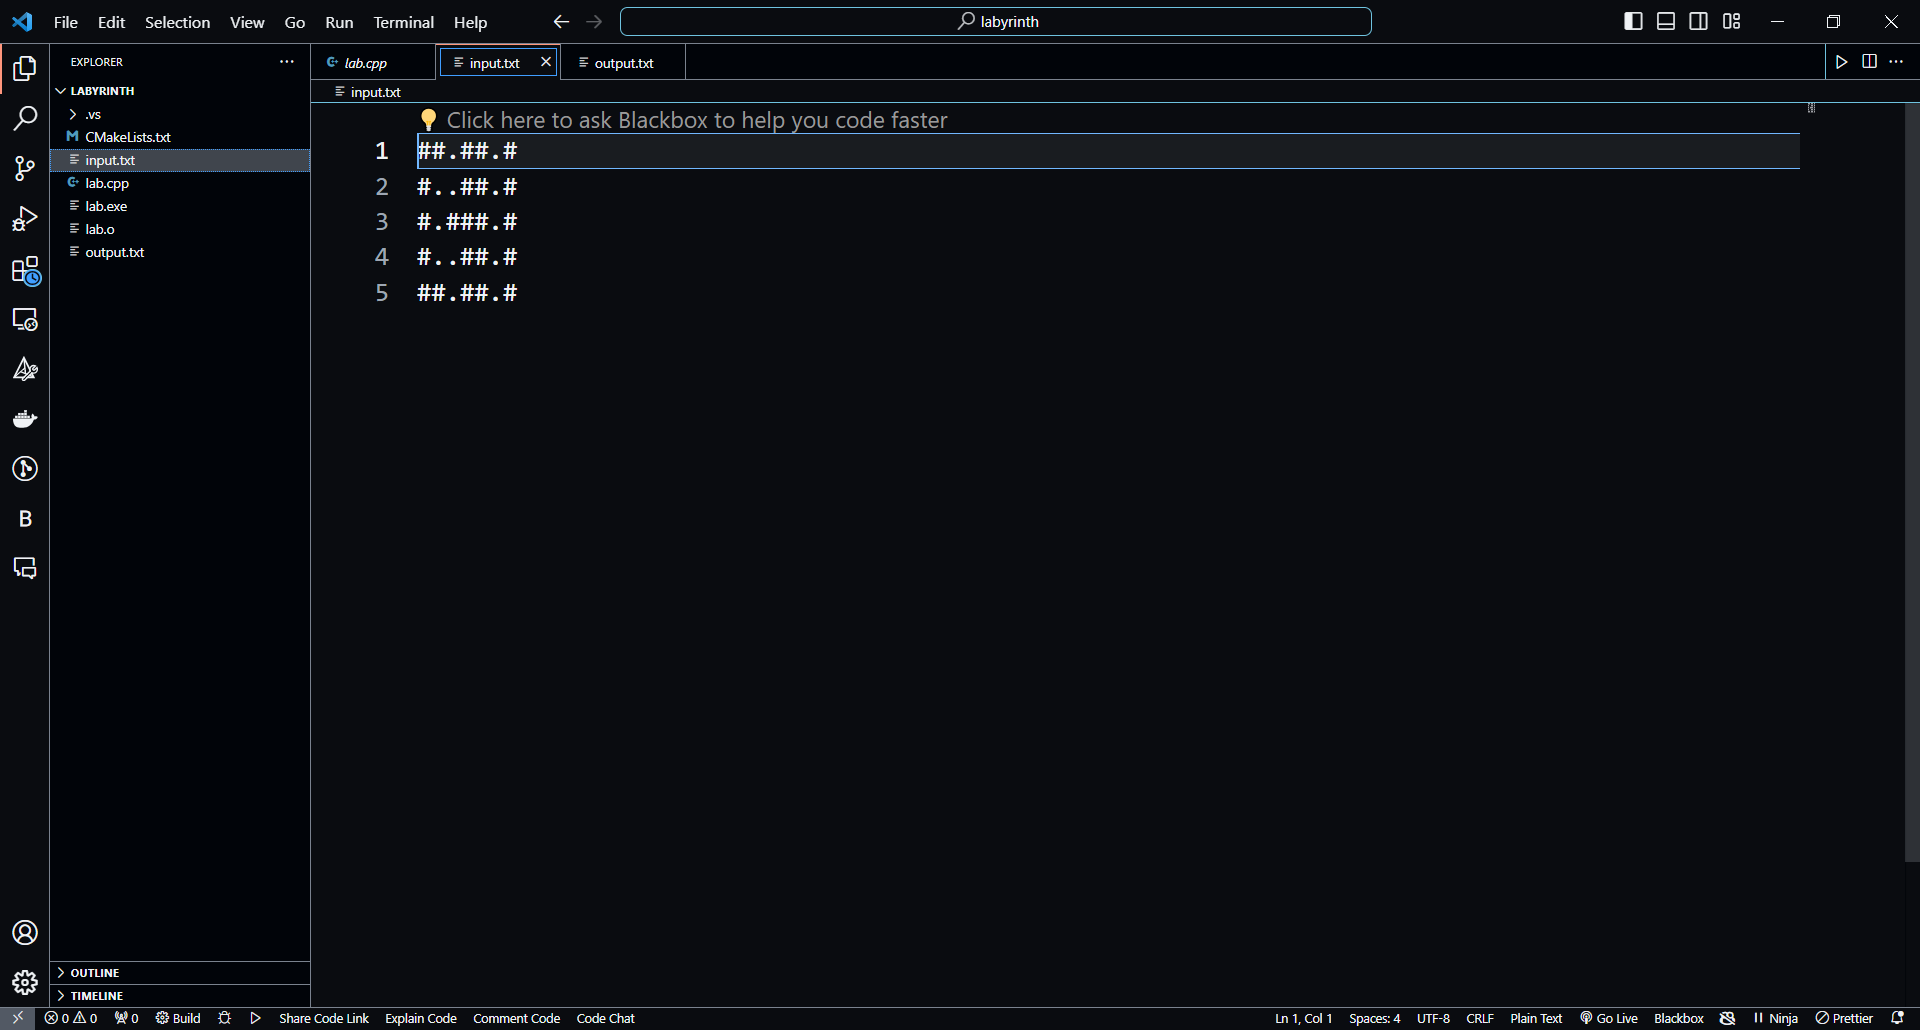 File Edit Selection View Go Run Terminal Help
labyrinth
EXPLORER
LABYRINTH
.vs
CMakeLists.txt
input.txt
lab.cpp
lab.exe
lab.o
output.txt
OUTLINE
TIMELINE
lab.cpp input.txt output.txt
input.txt
Click here to ask Blackbox to help you code faster
1 ##.##.#
2 #..##.#
3 #.###.#
4 #..##.#
5 ##.##.#
B
0 0 0 Build Share Code Link Explain Code Comment Code Code Chat Ln 1, Col 1 Spaces: 4 UTF-8 CRLF Plain Text Go Live Blackbox Ninja Prettier